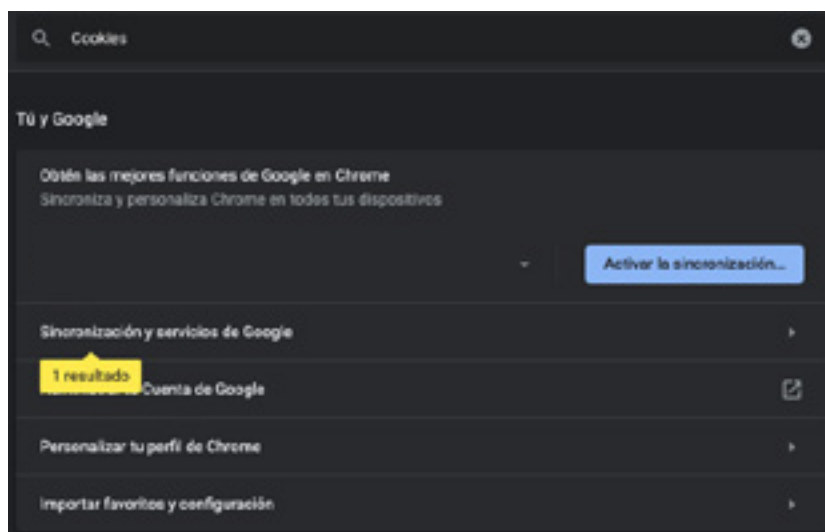 Cookies
Tú y Google
Obtén las mejores funciones de Google en Chrome
Sincroniza y personaliza Chrome en todos tus dispositivos
Activar la sincronización...
Sincronización y servicios de Google
1 resultado
Cuenta de Google
Personalizar tu perfil de Chrome
Importar favoritos y configuración